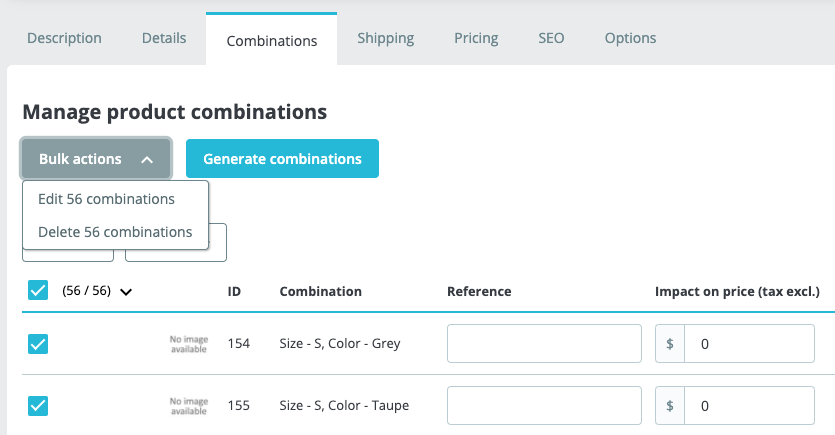 Description Details Combinations Shipping Pricing SEO Options
Manage product combinations
Bulk actions Generate combinations
Edit 56 combinations
Delete 56 combinations
(56 / 56) ID Combination Reference Impact on price (tax excl.)
No image
available 154 Size - S, Color - Grey $ 0
No image
available 155 Size - S, Color - Taupe $ 0